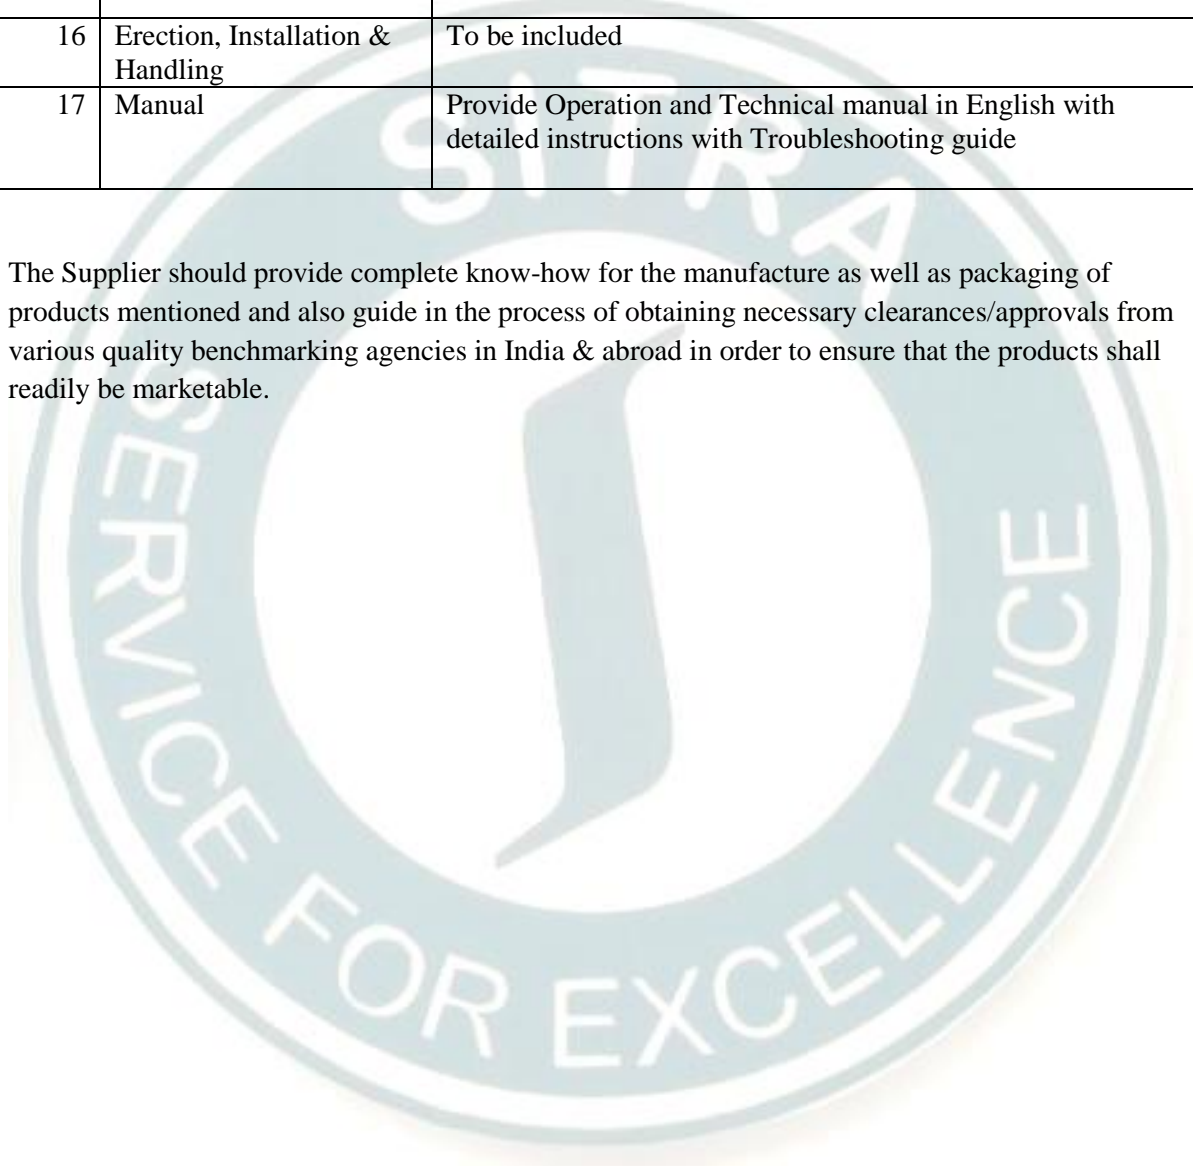 16 Erection, Installation & To be included
Handling
17 Manual Provide Operation and Technical manual in English with
detailed instructions with Troubleshooting guide
The Supplier should provide complete know-how for the manufacture as well as packaging of
products mentioned and also guide in the process of obtaining necessary clearances/approvals from
various quality benchmarking agencies in India & abroad in order to ensure that the products shall
readily be marketable.
SITRA
SERVICE FOR EXCELLENCE